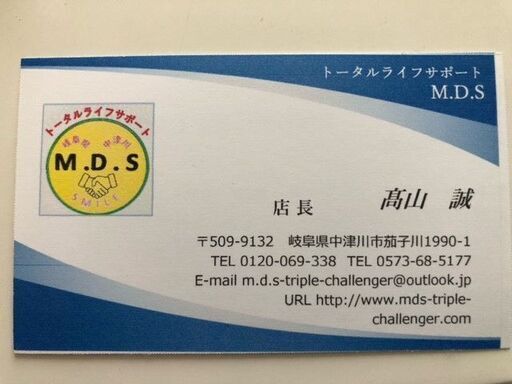 トータルライフサポート
M.D.S
トータルライフサポート
岐阜県 中津川
M.D.S
SMILE
店長 髙山 誠
〒509-9132 岐阜県中津川市茄子川1990-1
TEL 0120-069-338 TEL 0573-68-5177
E-mail m.d.s-triple-challenger@outlook.jp
URL http://www.mds-triple-
challenger.com